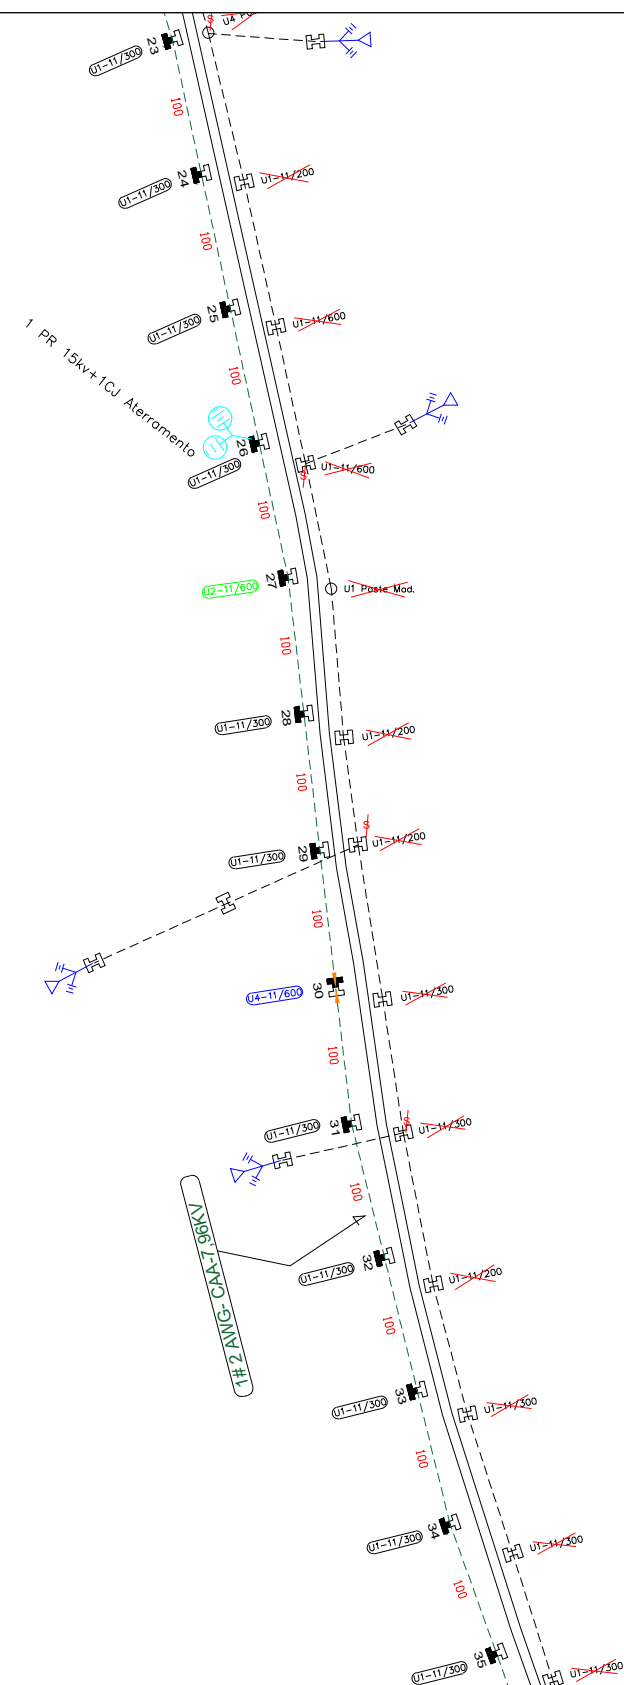 U4 Po
23
U1-11/300
100
24
U1-11/300
U1-11/200
100
25
U1-11/300
U1-11/600
1 PR 15kv+1CJ Aterramento
100
26
U1-11/300
U1-11/600
S
100
27
U2-11/600
U1 Poste Mod.
100
28
U1-11/300
U1-11/200
100
S
29
U1-11/300
U1-11/200
100
30
U4-11/600
U1-11/300
100
S
31
U1-11/300
U1-11/300
100
1# 2 AWG- CAA-7,96KV
32
U1-11/300
U1-11/200
100
33
U1-11/300
U1-11/300
100
34
U1-11/300
U1-11/300
100
35
U1-11/300
U1-11/300